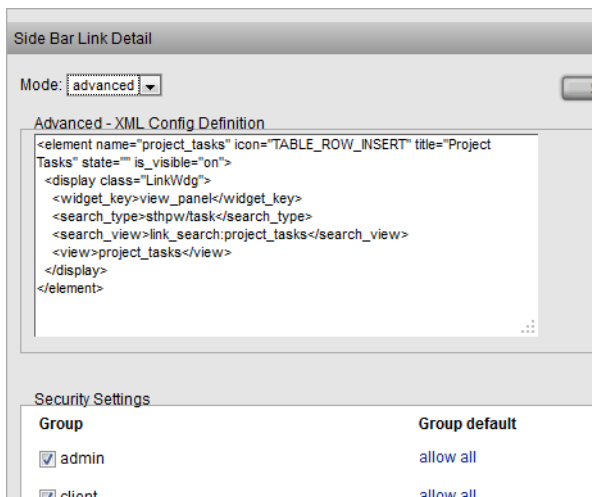 Side Bar Link Detail
Mode: advanced
Advanced - XML Config Definition
<element name="project_tasks" icon="TABLE_ROW_INSERT" title="Project
Tasks" state="" is_visible="on">
<display class="LinkWdg">
<widget_key>view_panel</widget_key>
<search_type>sthpw/task</search_type>
<search_view>link_search:project_tasks</search_view>
<view>project_tasks</view>
</display>
</element>
Security Settings
Group Group default
admin allow all
client allow all